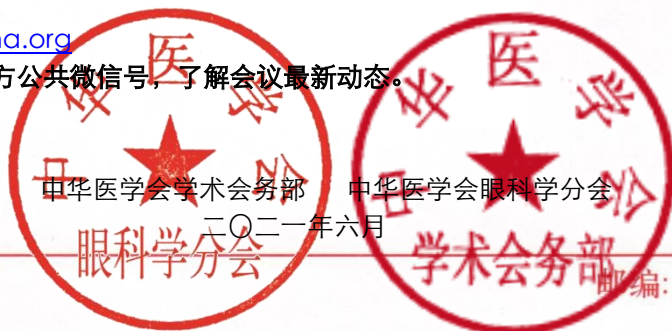 na.org
方公共微信号，了解会议最新动态。
中华医学会
中华医学会
中华医学会学术会务部 中华医学会眼科学分会
二〇二一年六月
眼科学分会
学术会务部
邮编: